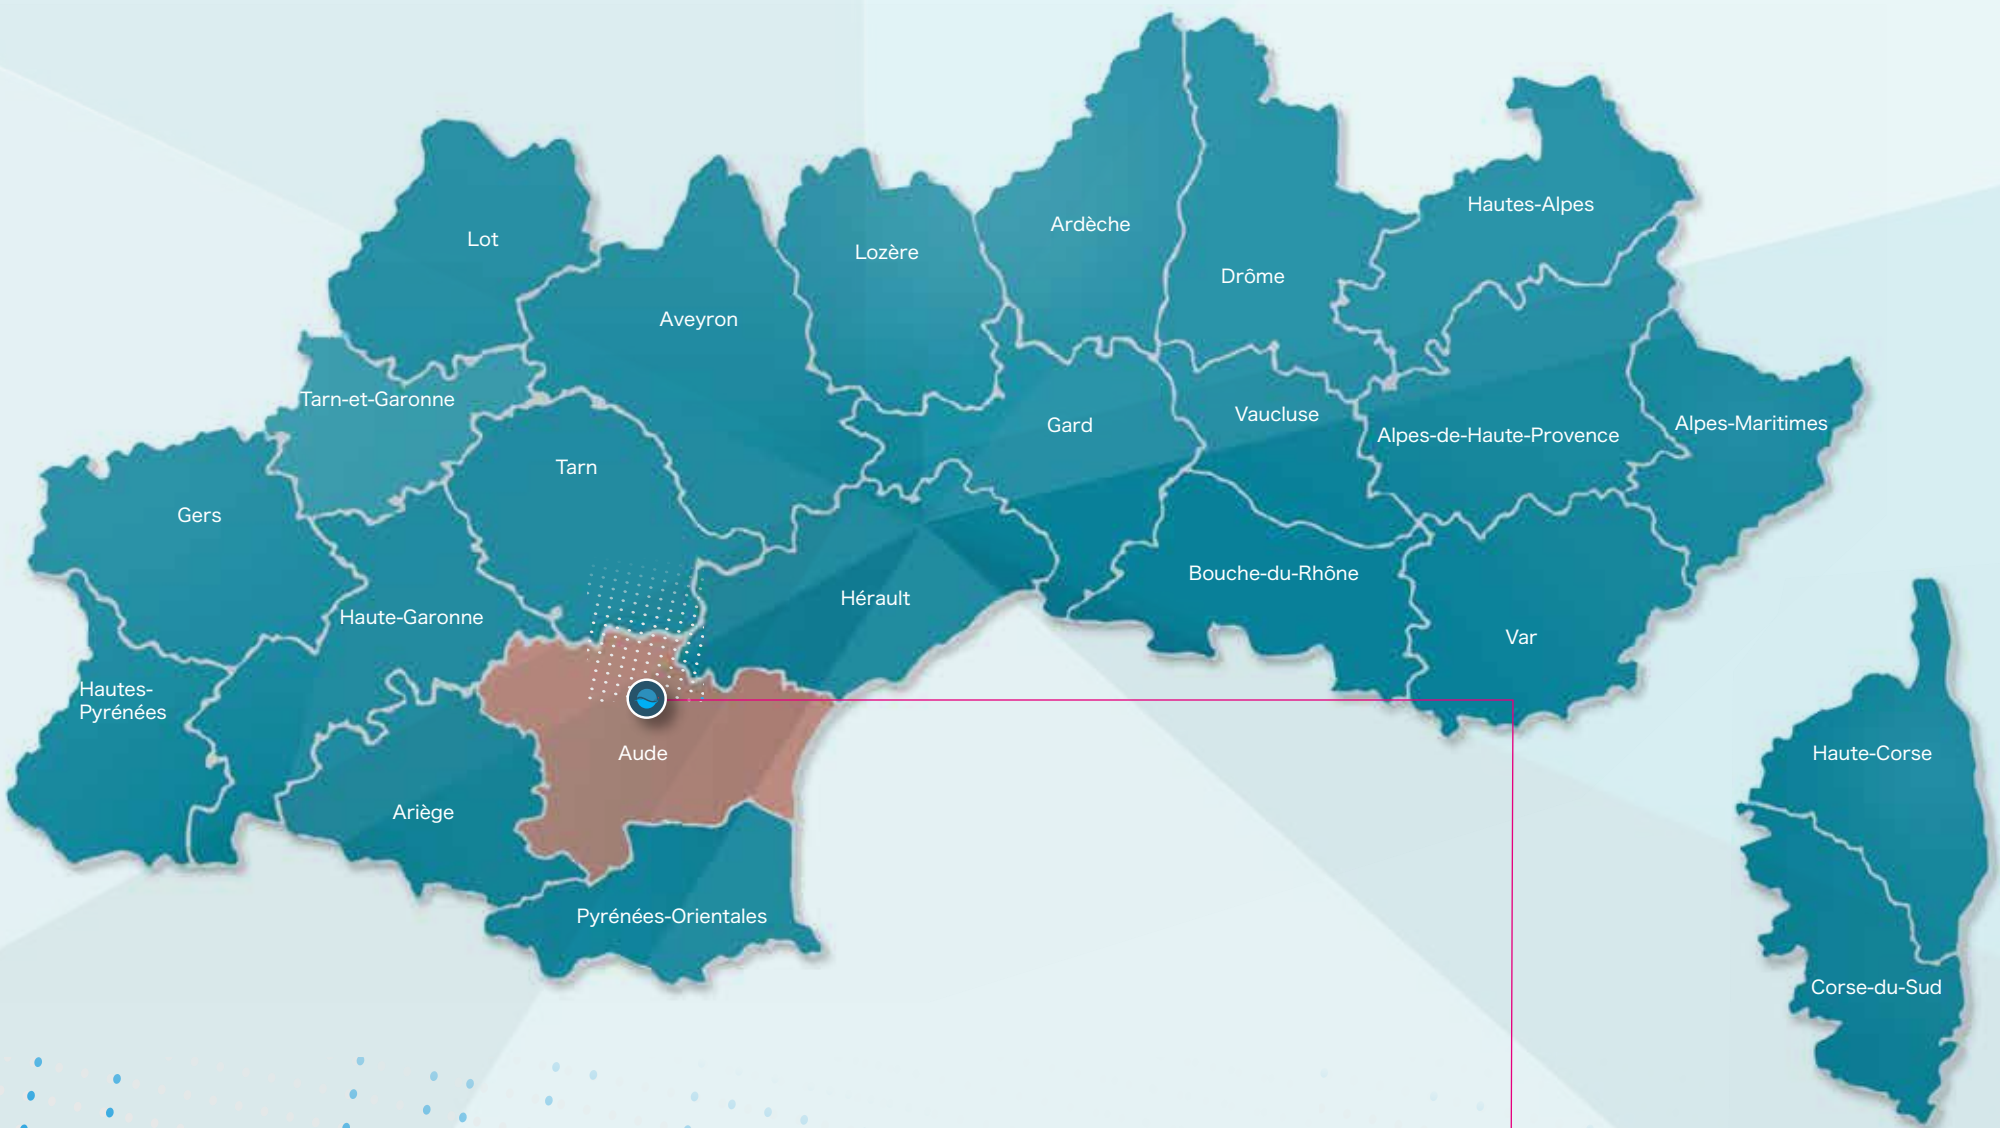 Hautes-Alpes
Ardèche
Lot
Lozère
Drôme
Aveyron
Tarn-et-Garonne
Vaucluse
Gard
Alpes-Maritimes
Alpes-de-Haute-Provence
Tarn
Gers
Bouche-du-Rhône
Hérault
Haute-Garonne
Var
Hautes-
Pyrénées
Aude
Haute-Corse
Ariège
Pyrénées-Orientales
Corse-du-Sud